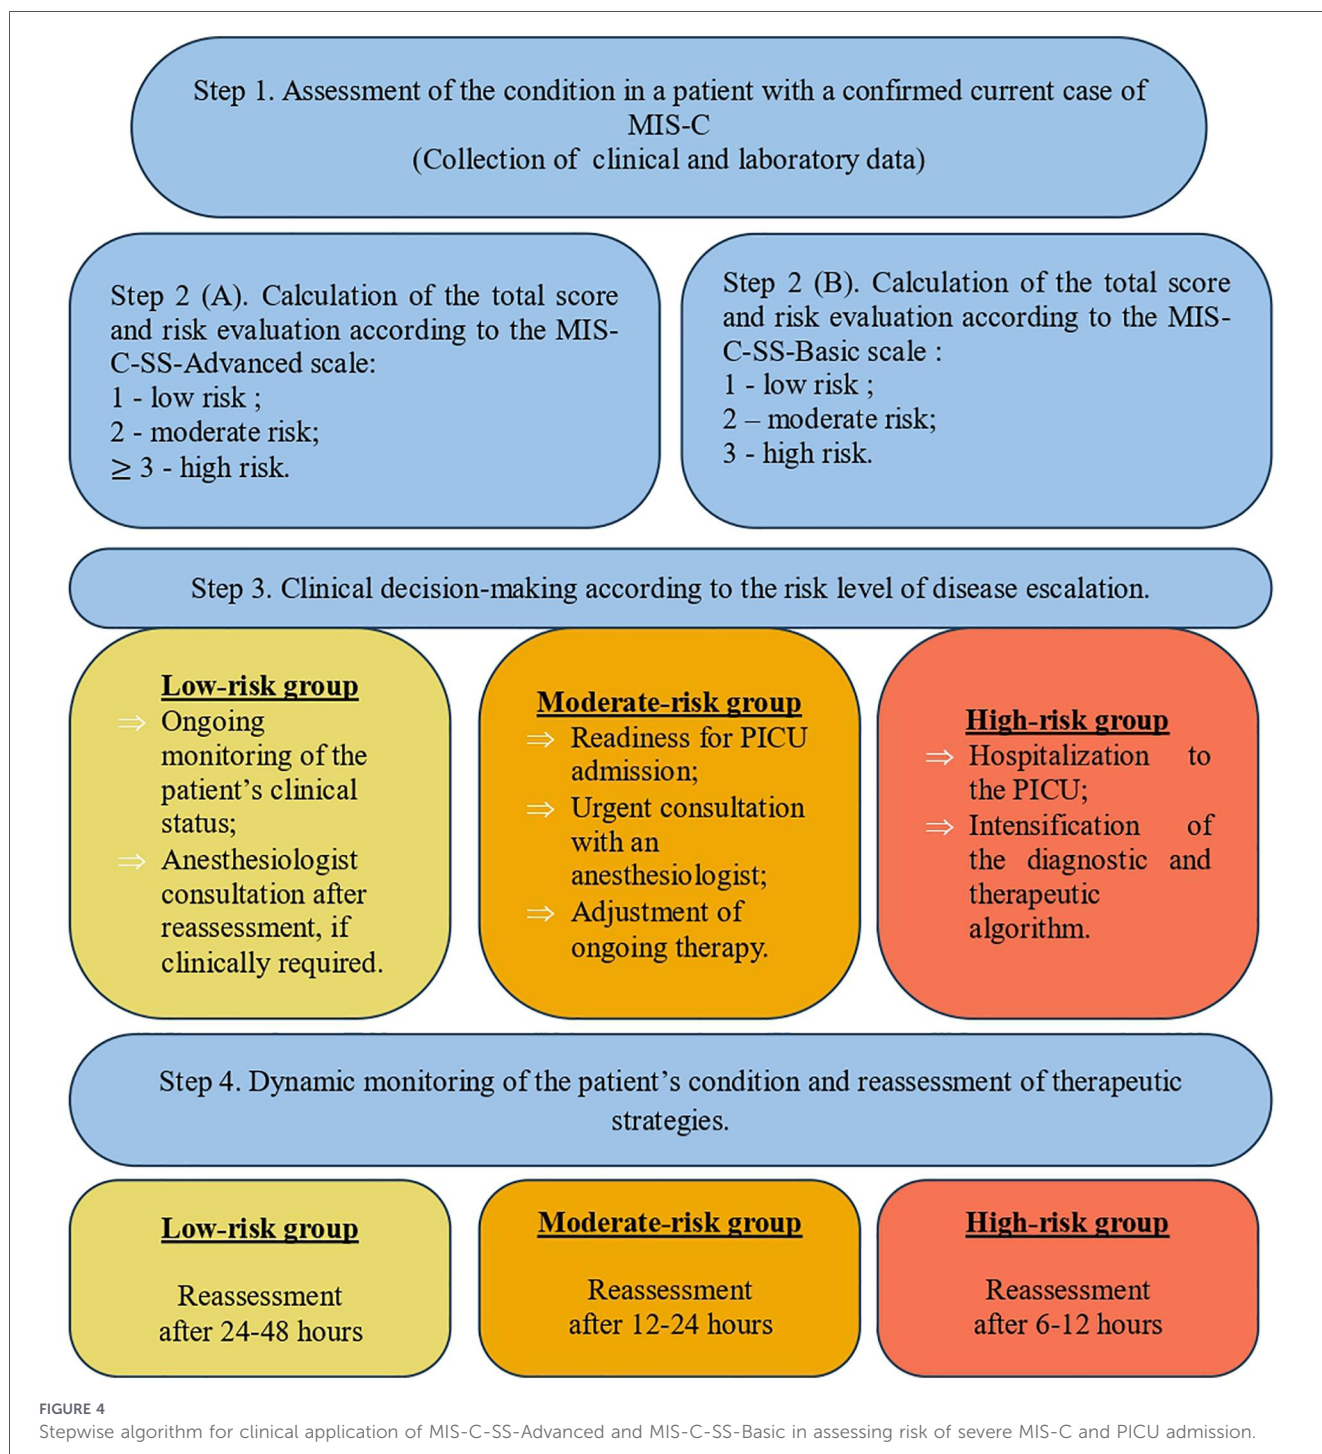 Step 1. Assessment of the condition in a patient with a confirmed current case of
MIS-C
(Collection of clinical and laboratory data)
Step 2 (A). Calculation of the total score
and risk evaluation according to the MIS-
C-SS-Advanced scale:
1 - low risk ;
2 - moderate risk;
≥ 3 - high risk.
Step 2 (B). Calculation of the total score
and risk evaluation according to the MIS-
C-SS-Basic scale :
1 - low risk ;
2 – moderate risk;
3 - high risk.
Step 3. Clinical decision-making according to the risk level of disease escalation.
Low-risk group
⇒ Ongoing
monitoring of the
patient’s clinical
status;
⇒ Anesthesiologist
consultation after
reassessment, if
clinically required.
Moderate-risk group
⇒ Readiness for PICU
admission;
⇒ Urgent consultation
with an
anesthesiologist;
⇒ Adjustment of
ongoing therapy.
High-risk group
⇒ Hospitalization to
the PICU;
⇒ Intensification of
the diagnostic and
therapeutic
algorithm.
Step 4. Dynamic monitoring of the patient’s condition and reassessment of therapeutic
strategies.
Low-risk group
Reassessment
after 24-48 hours
Moderate-risk group
Reassessment
after 12-24 hours
High-risk group
Reassessment
after 6-12 hours
FIGURE 4
Stepwise algorithm for clinical application of MIS-C-SS-Advanced and MIS-C-SS-Basic in assessing risk of severe MIS-C and PICU admission.